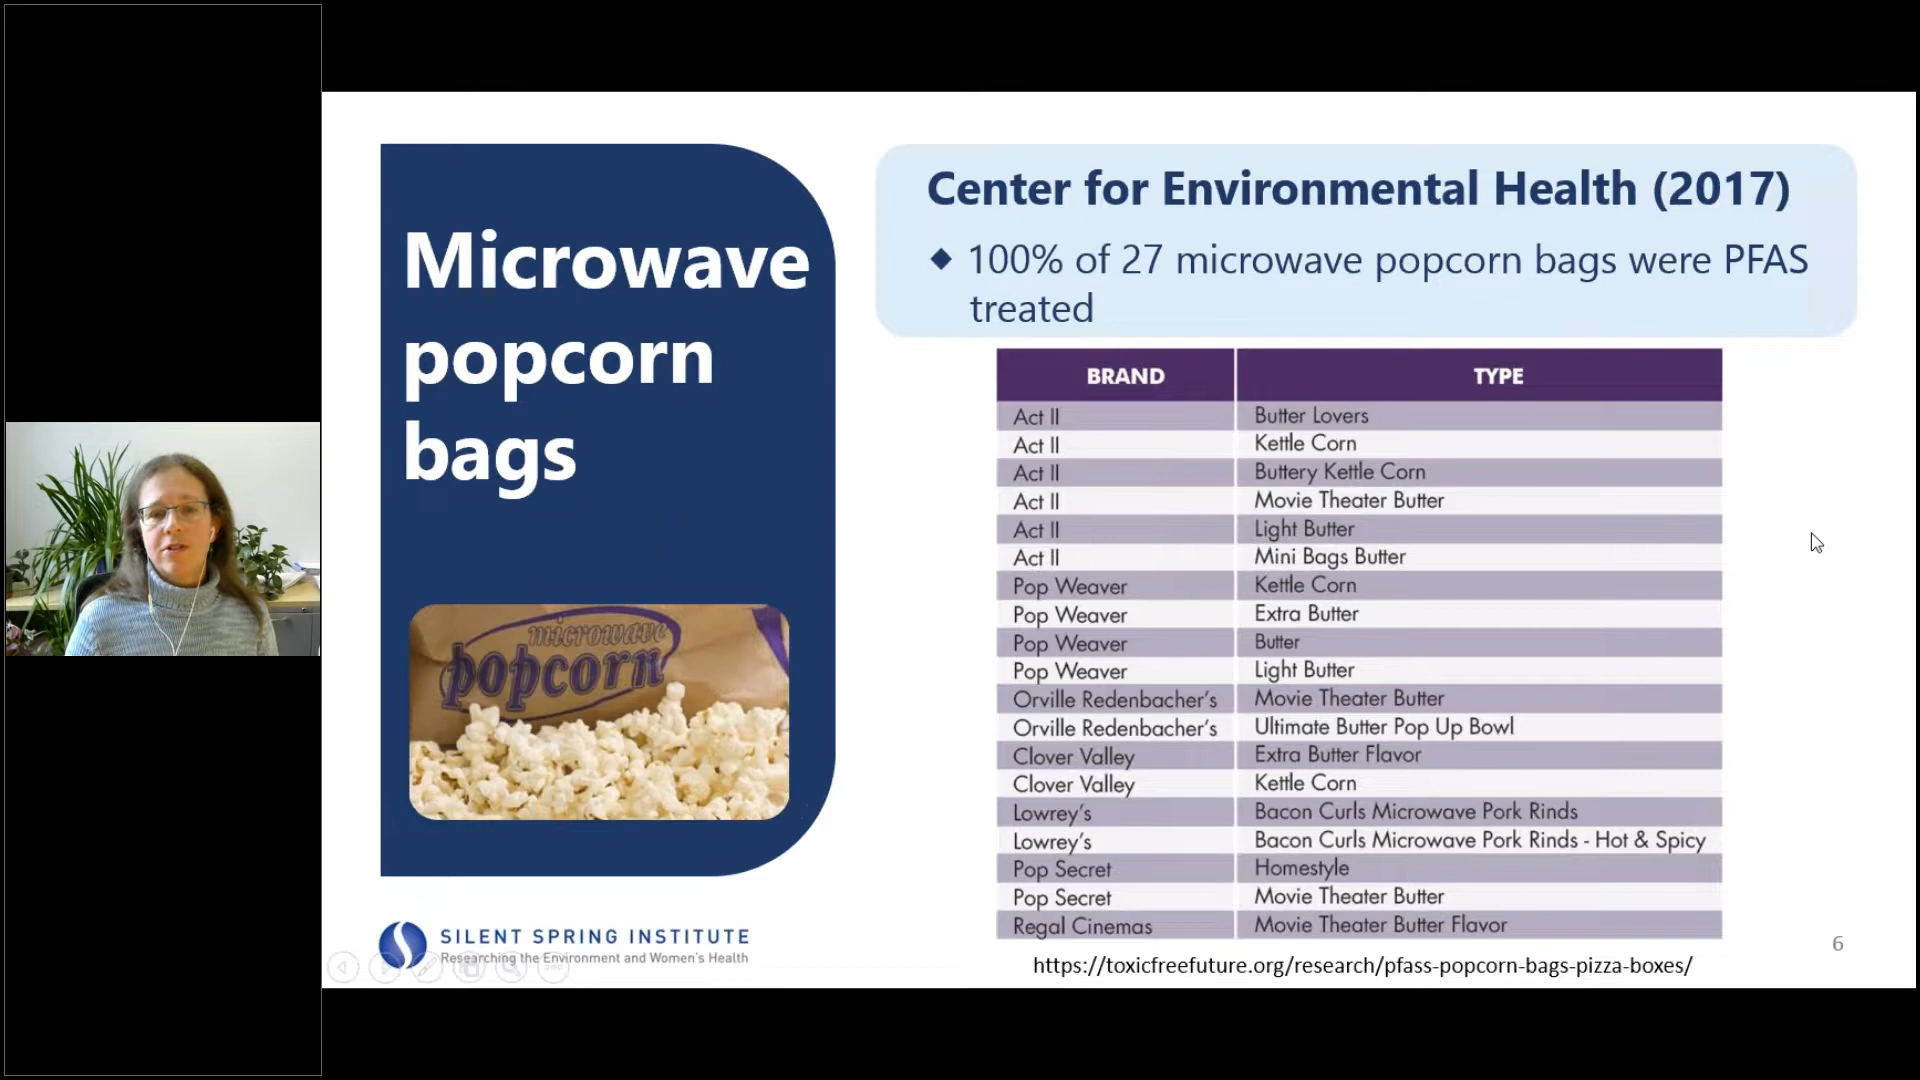 Microwave
popcorn
bags
microwave
popcorn
SILENT SPRING INSTITUTE
Researching the Environment and Women's Health
Center for Environmental Health (2017)
◆ 100% of 27 microwave popcorn bags were PFAS
treated
BRAND TYPE
Act II Butter Lovers
Act II Kettle Corn
Act II Buttery Kettle Corn
Act II Movie Theater Butter
Act II Light Butter
Act II Mini Bags Butter
Pop Weaver Kettle Corn
Pop Weaver Extra Butter
Pop Weaver Butter
Pop Weaver Light Butter
Orville Redenbacher's Movie Theater Butter
Orville Redenbacher's Ultimate Butter Pop Up Bowl
Clover Valley Extra Butter Flavor
Clover Valley Kettle Corn
Lowrey's Bacon Curls Microwave Pork Rinds
Lowrey's Bacon Curls Microwave Pork Rinds - Hot & Spicy
Pop Secret Homestyle
Pop Secret Movie Theater Butter
Regal Cinemas Movie Theater Butter Flavor
https://toxicfreefuture.org/research/pfass-popcorn-bags-pizza-boxes/
6